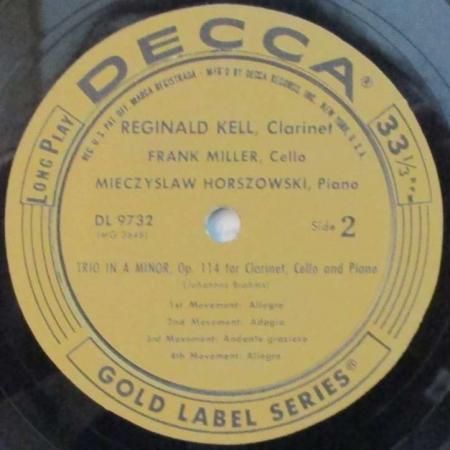 DECCA®
REG. U.S. PAT. OFF. MARCA REGISTRADA - MF'D BY DECCA RECORDS, INC., NEW YORK, U.S.A.
LONG PLAY
33 1/3 RPM
REGINALD KELL, Clarinet
FRANK MILLER, Cello
MIECZYSLAW HORSZOWSKI, Piano
DL 9732
Side 2
TRIO IN A MINOR, Op. 114 for Clarinet, Cello and Piano
(Johannes Brahms)
1st Movement: Allegro
2nd Movement: Adagio
3rd Movement: Andante grazioso
4th Movement: Allegro
GOLD LABEL SERIES®